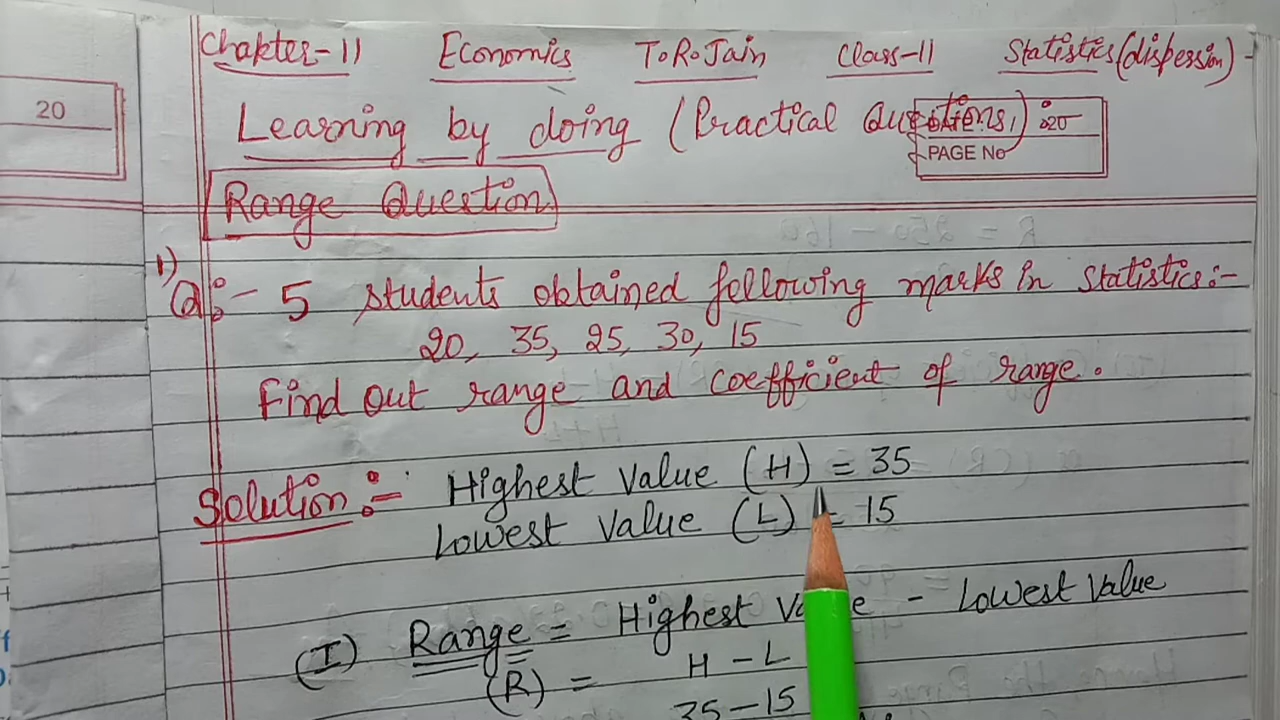 20
Chapter-11 Economics T.R.Jain Class-11 Statistics (dispersion)
Learning by doing (Practical Questions) :-
PAGE No
Range Question
1) Q:- 5 students obtained following marks in Statistics:-
20, 35, 25, 30, 15
Find out range and coefficient of range.
Solution:- Highest Value (H) = 35
Lowest Value (L) = 15
(I) Range = Highest Value - Lowest Value
(R) = H - L
35 - 15